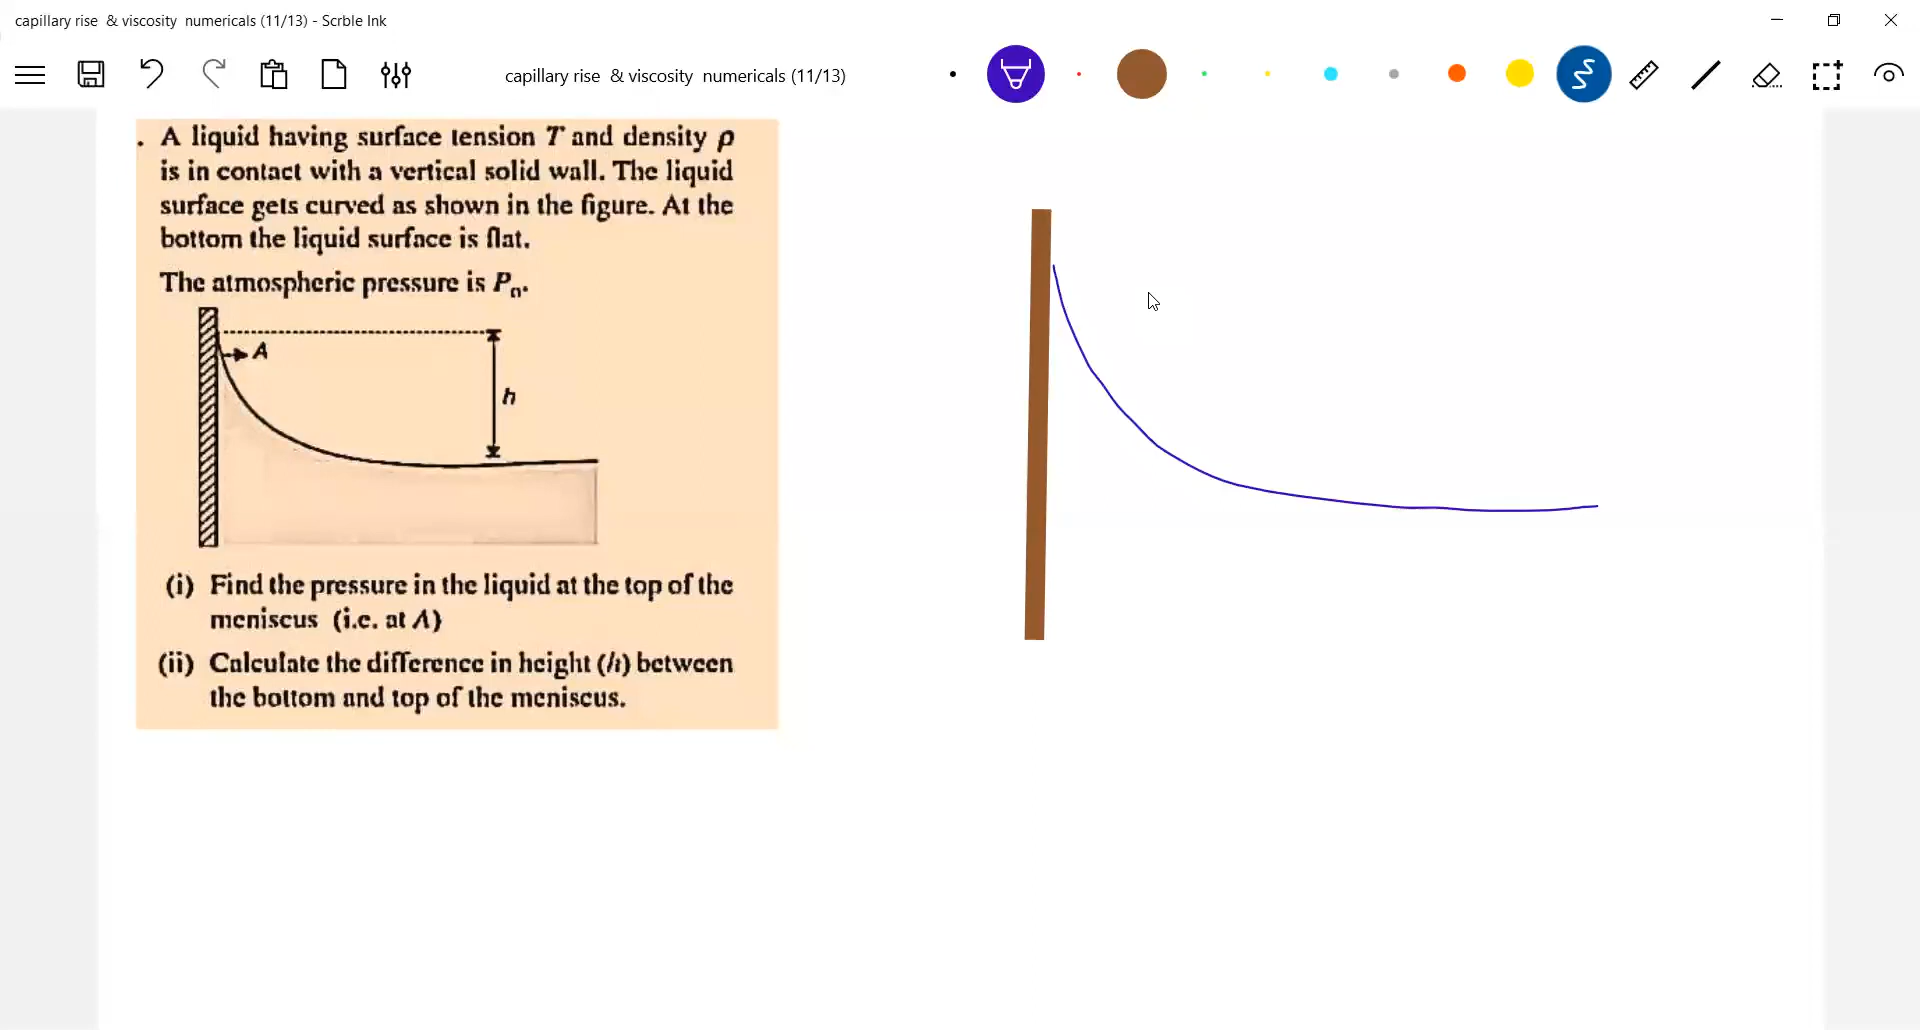 capillary rise & viscosity numericals (11/13) - Scrble Ink
capillary rise & viscosity numericals (11/13)
. A liquid having surface tension T and density ρ
is in contact with a vertical solid wall. The liquid
surface gets curved as shown in the figure. At the
bottom the liquid surface is flat.
The atmospheric pressure is Pₒ.
A
h
(i) Find the pressure in the liquid at the top of the
meniscus (i.e. at A)
(ii) Calculate the difference in height (h) between
the bottom and top of the meniscus.